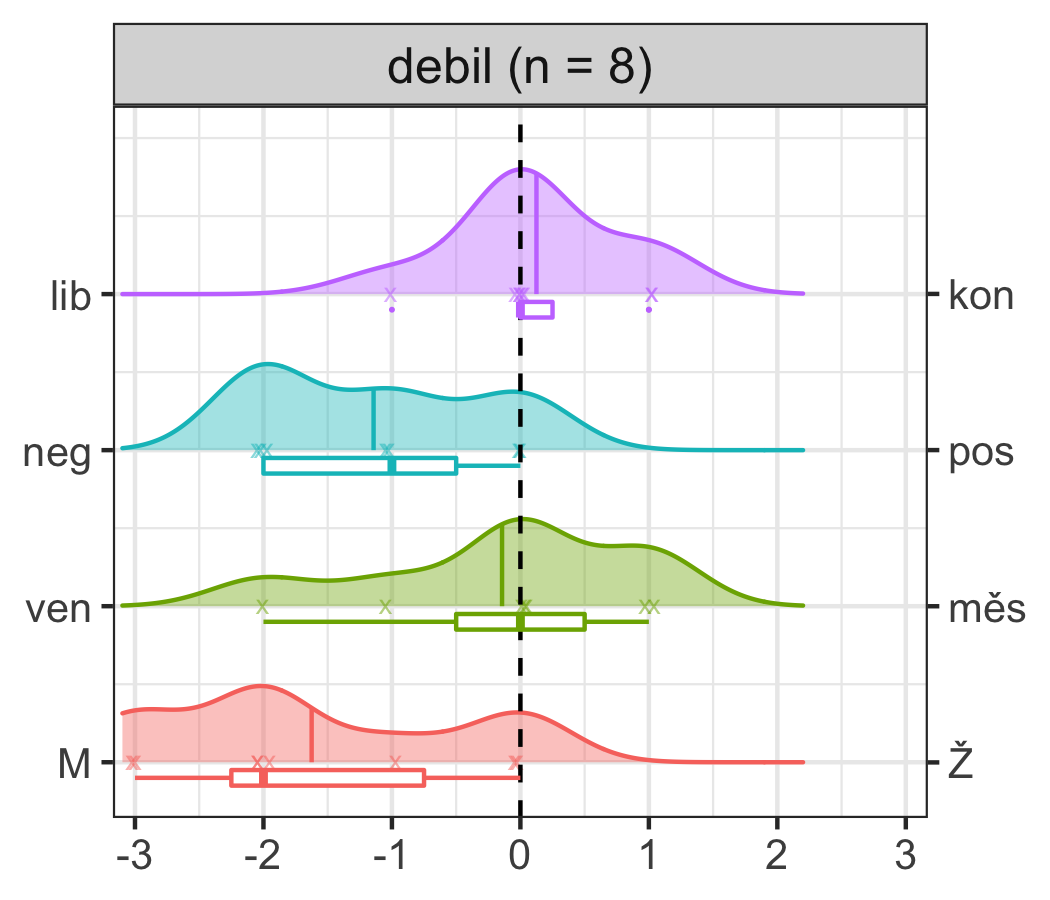 debil (n = 8)
lib kon
neg pos
ven měs
M Ž
-3 -2 -1 0 1 2 3